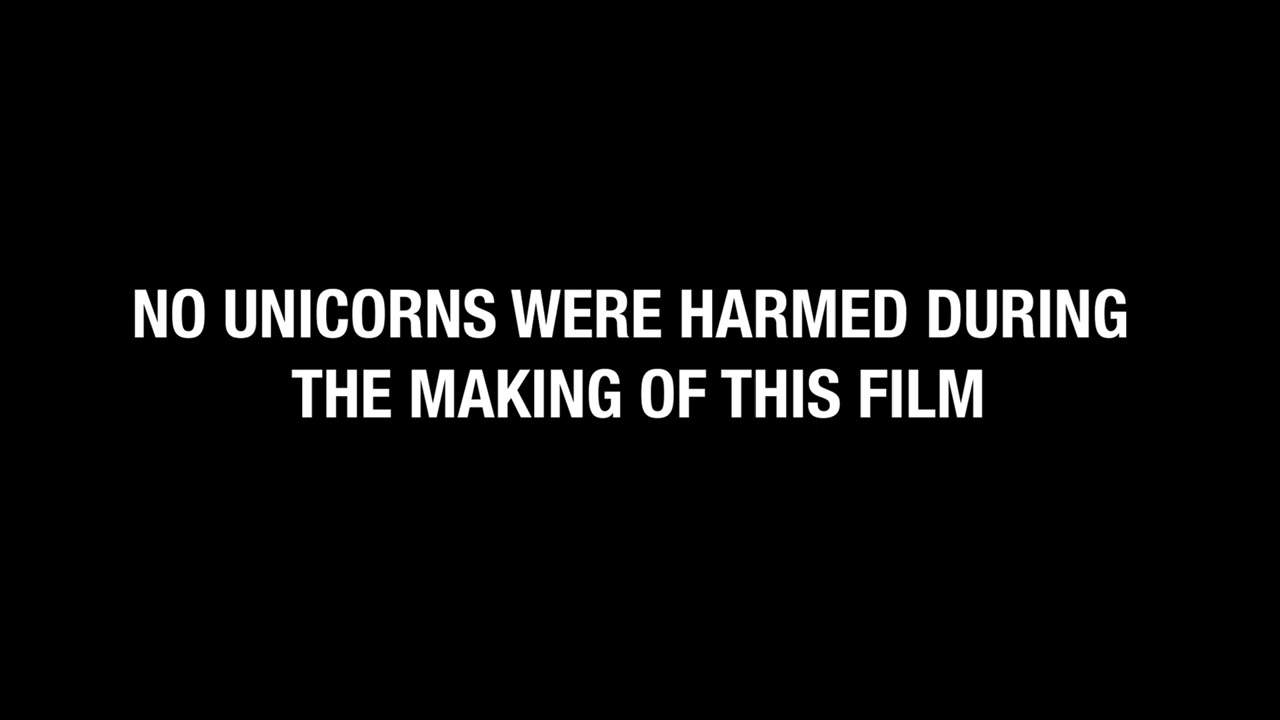 NO UNICORNS WERE HARMED DURING
THE MAKING OF THIS FILM